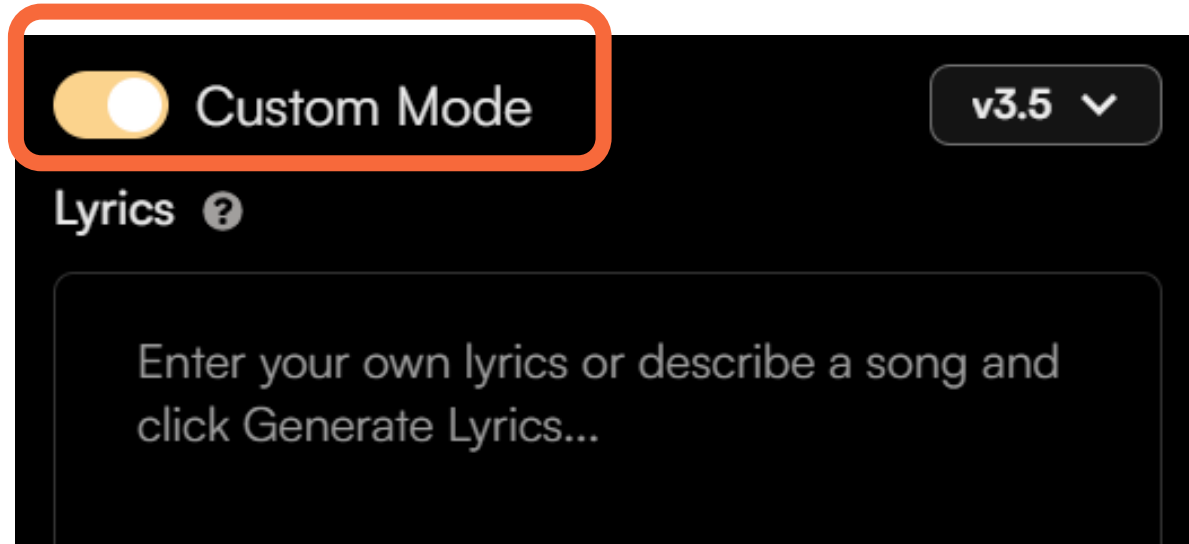 Custom Mode
v3.5
Lyrics ?
Enter your own lyrics or describe a song and
click Generate Lyrics...